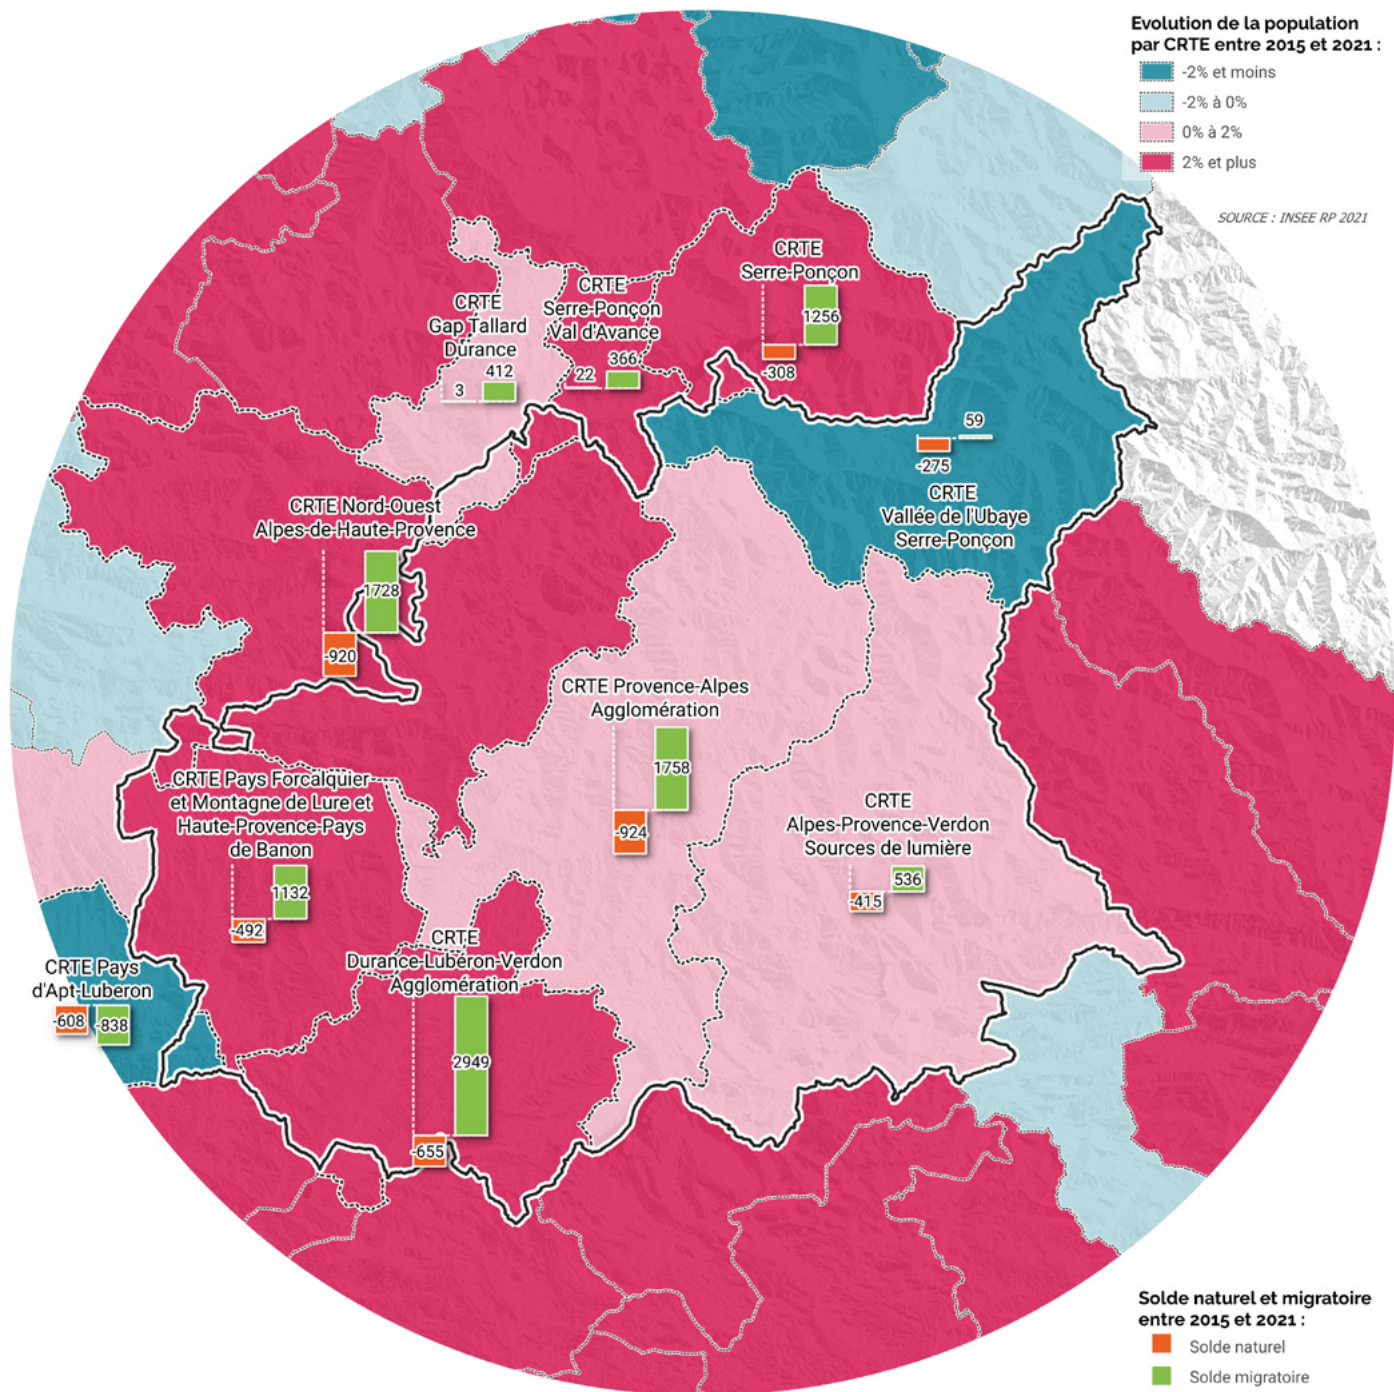 Evolution de la population
par CRTE entre 2015 et 2021 :
-2% et moins
-2% à 0%
0% à 2%
2% et plus
SOURCE : INSEE RP 2021
CRTE
Serre-Ponçon
1256
-308
CRTE
Serre-Ponçon
Val d'Avance
366
22
CRTE
Gap Tallard
Durance
412
3
59
-275
CRTE
Vallée de l'Ubaye
Serre-Ponçon
CRTE Nord-Ouest
Alpes-de-Haute-Provence
1728
-920
CRTE Provence-Alpes
Agglomération
1758
-924
CRTE Pays Forcalquier
et Montagne de Lure et
Haute-Provence-Pays
de Banon
1132
-492
CRTE
Alpes-Provence-Verdon
Sources de lumière
536
-415
CRTE
Durance-Luberon-Verdon
Agglomération
2949
-655
CRTE Pays
d'Apt-Luberon
-608
-838
Solde naturel et migratoire
entre 2015 et 2021 :
Solde naturel
Solde migratoire